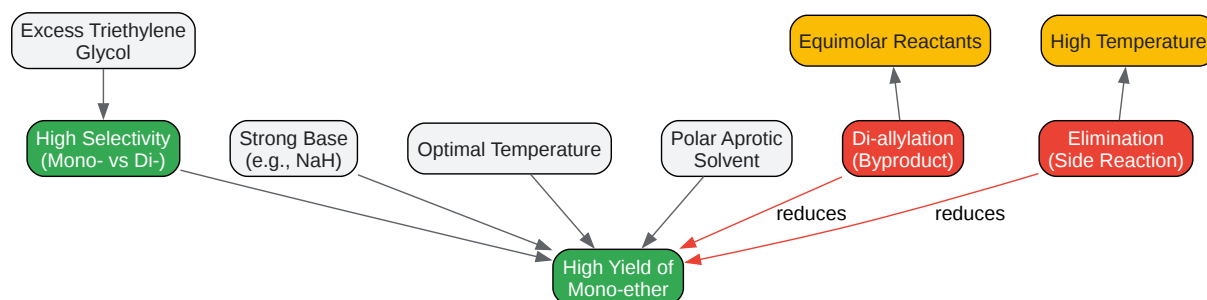 Excess Triethylene
Glycol
Equimolar Reactants
High Temperature
High Selectivity
(Mono- vs Di-)
Strong Base
(e.g., NaH)
Optimal Temperature
Polar Aprotic
Solvent
Di-allylation
(Byproduct)
Elimination
(Side Reaction)
reduces
reduces
High Yield of
Mono-ether